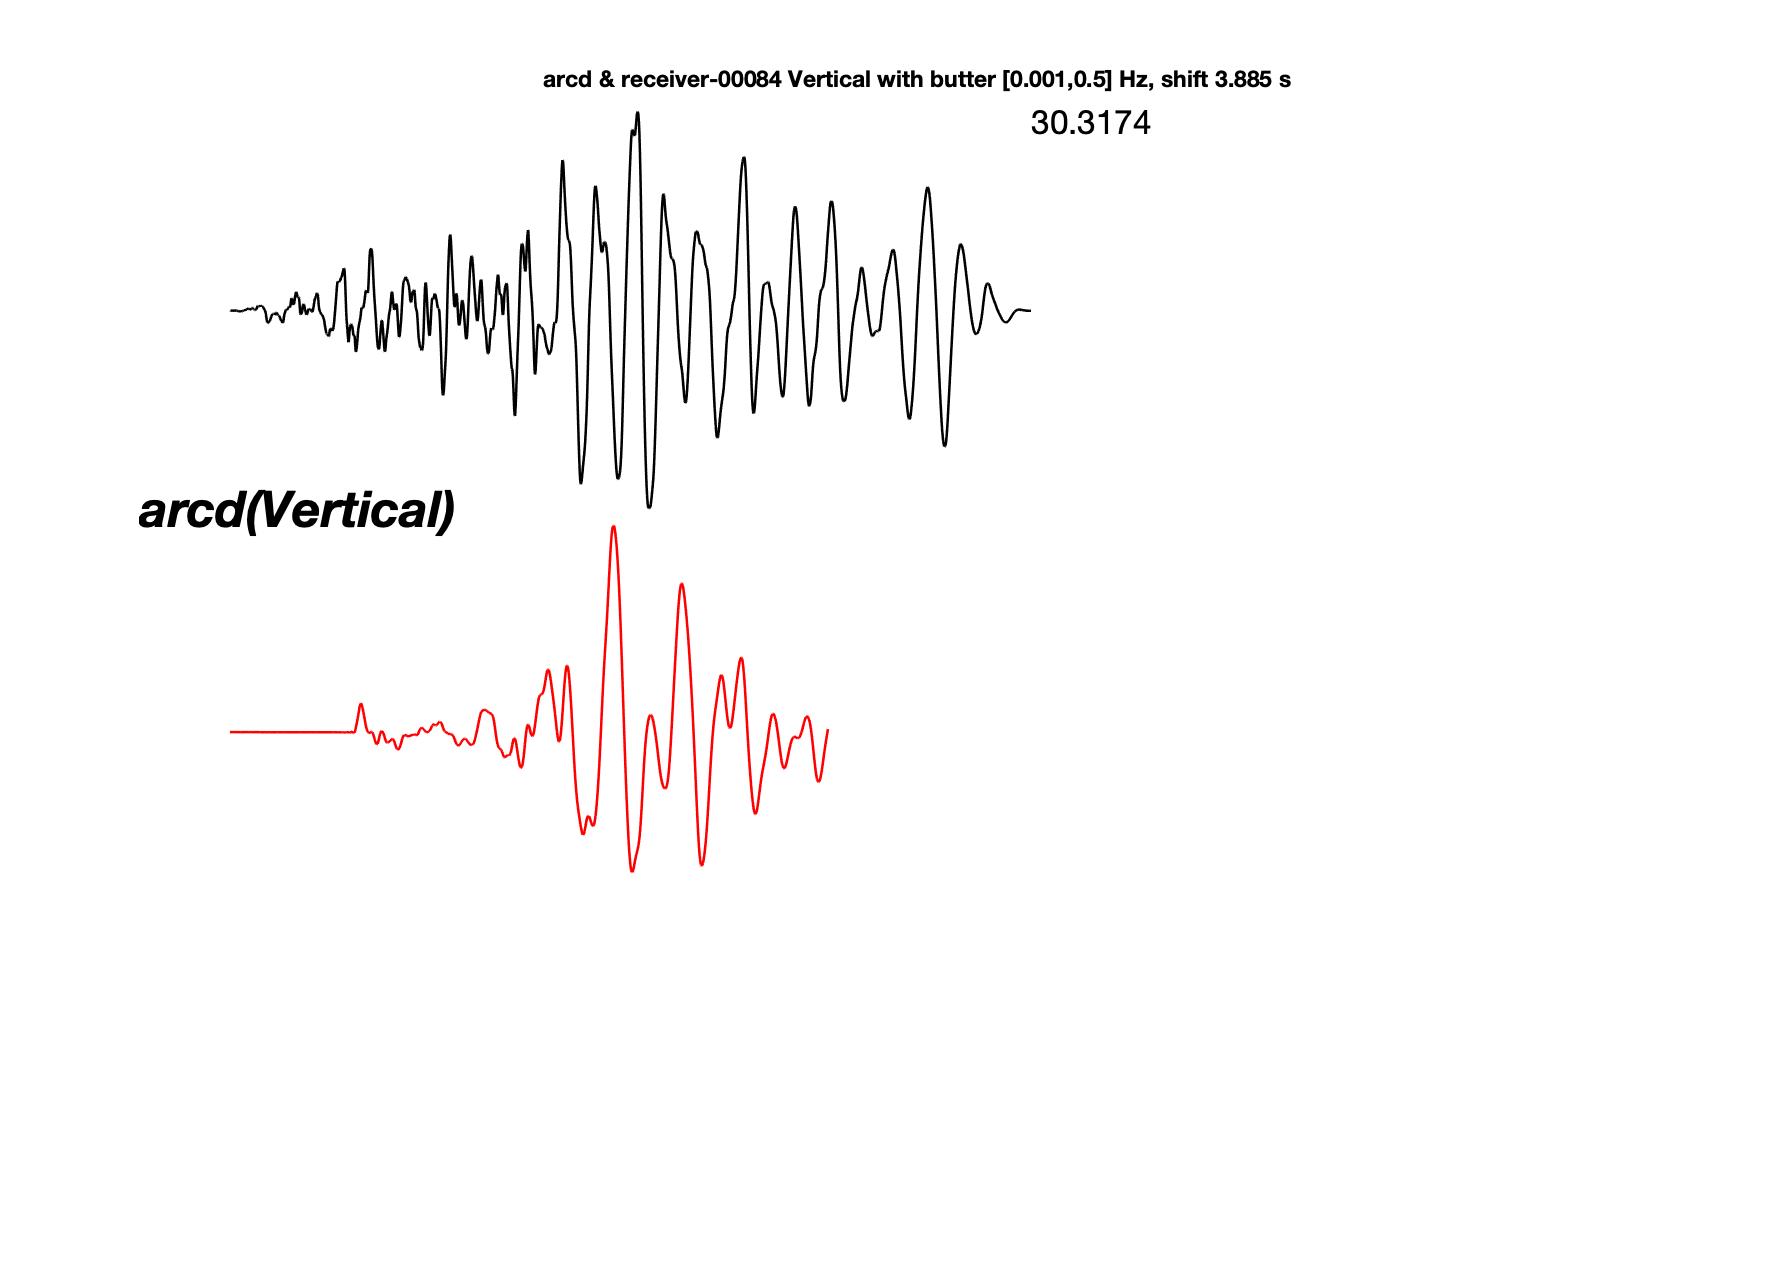 arcd & receiver-00084 Vertical with butter [0.001,0.5] Hz, shift 3.885 s
30.3174
arcd(Vertical)